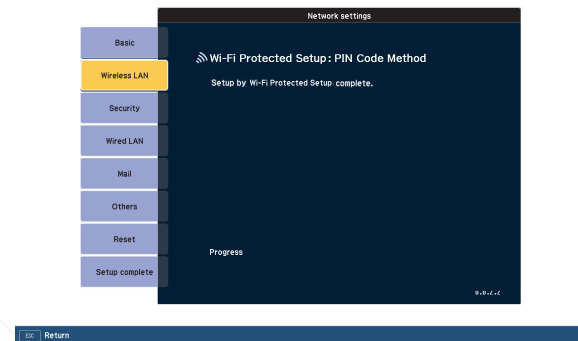 Network settings
Basic
Wireless LAN
Security
Wired LAN
Mail
Others
Reset
Setup complete
Wi-Fi Protected Setup: PIN Code Method
Setup by Wi-Fi Protected Setup complete.
Progress
ESC Return